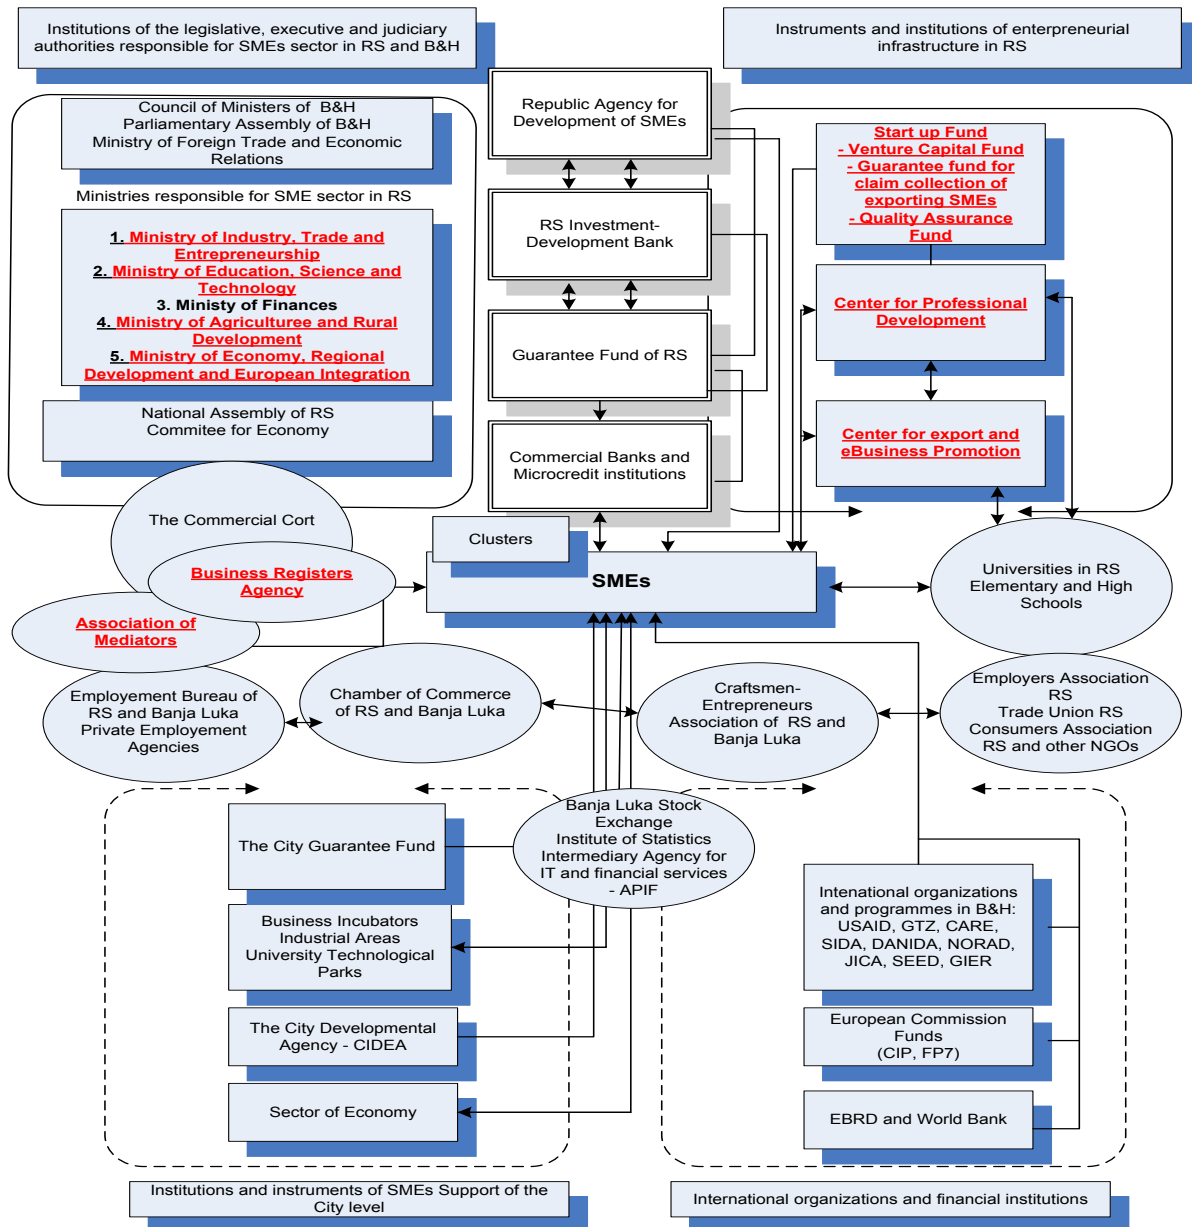 Institutions of the legislative, executive and judiciary
authorities responsible for SMEs sector in RS and B&H
Instruments and institutions of enterpreneurial
infrastructure in RS
Council of Ministers of B&H
Parliamentary Assembly of B&H
Ministry of Foreign Trade and Economic
Relations
Ministries responsible for SME sector in RS
1. Ministry of Industry, Trade and
Entrepreneurship
2. Ministry of Education, Science and
Technology
3. Ministy of Finances
4. Ministry of Agriculturee and Rural
Development
5. Ministry of Economy, Regional
Development and European Integration
National Assembly of RS
Commitee for Economy
Republic Agency for
Development of SMEs
RS Investment-
Development Bank
Guarantee Fund of RS
Commercial Banks and
Microcredit institutions
Start up Fund
- Venture Capital Fund
- Guarantee fund for
claim collection of
exporting SMEs
- Quality Assurance
Fund
Center for Professional
Development
Center for export and
eBusiness Promotion
The Commercial Cort
Business Registers
Agency
Association of
Mediators
Clusters
SMEs
Universities in RS
Elementary and High
Schools
Employement Bureau of
RS and Banja Luka
Private Employement
Agencies
Chamber of Commerce
of RS and Banja Luka
Craftsmen-
Entrepreneurs
Association of RS and
Banja Luka
Employers Association
RS
Trade Union RS
Consumers Association
RS and other NGOs
Banja Luka Stock
Exchange
Institute of Statistics
Intermediary Agency for
IT and financial services
- APIF
The City Guarantee Fund
Business Incubators
Industrial Areas
University Technological
Parks
The City Developmental
Agency - CIDEA
Sector of Economy
Intenational organizations
and programmes in B&H:
USAID, GTZ, CARE,
SIDA, DANIDA, NORAD,
JICA, SEED, GIER
European Commission
Funds
(CIP, FP7)
EBRD and World Bank
Institutions and instruments of SMEs Support of the
City level
International organizations and financial institutions